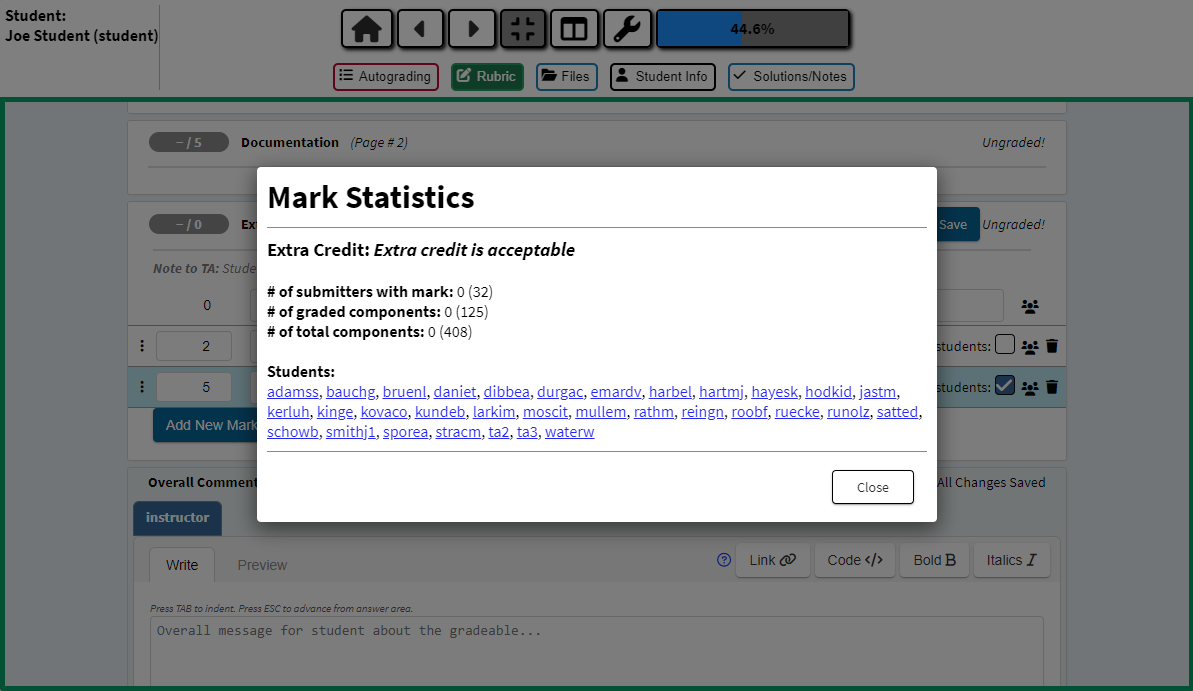 Student:
Joe Student (student)
44.6%
Autograding Rubric Files Student Info Solutions/Notes
– / 5 Documentation (Page # 2) Ungraded!
Mark Statistics
– / 0 Save Ungraded!
Extra Credit: Extra credit is acceptable
Note to TA:
# of submitters with mark: 0 (32)
0
# of graded components: 0 (125)
# of total components: 0 (408)
2 students:
Students:
adamss, bauchg, bruenl, daniet, dibbea, durgac, emardv, harbel, hartmj, hayesk, hodkid, jastm,
5 students:
kerluh, kinge, kovaco, kundeb, larkim, moscit, mullem, rathm, reingn, roobf, ruecke, runolz, satted,
Add New Mark
schowb, smithj1, sporea, stracm, ta2, ta3, waterw
Overall Comment All Changes Saved
Close
instructor
Write Preview Link Code </> Bold B Italics I
Press TAB to indent. Press ESC to advance from answer area.
Overall message for student about the gradeable...